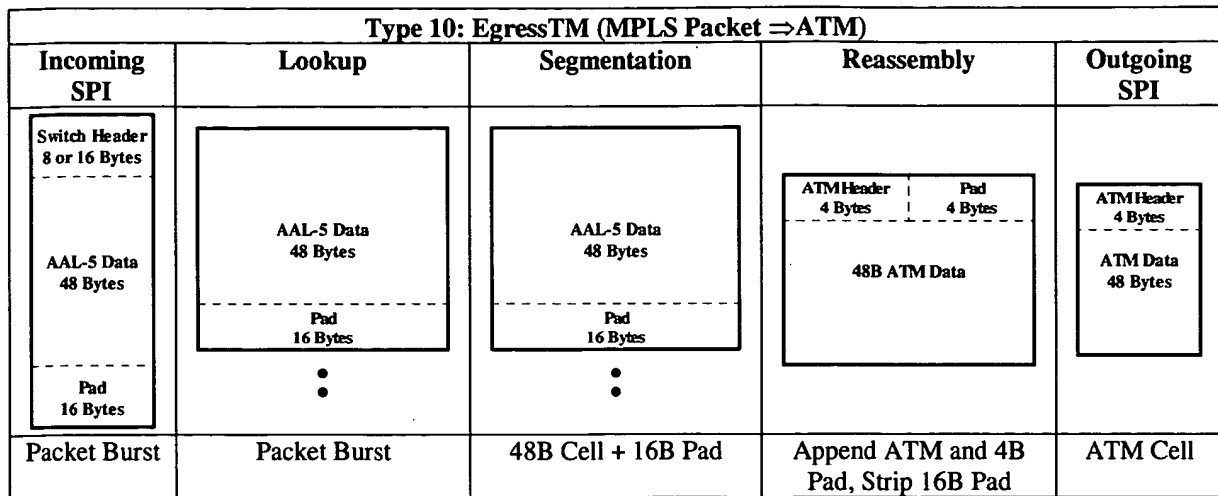 Type 10: EgressTM (MPLS Packet ⇒ATM)
Incoming
SPI
Lookup
Segmentation
Reassembly
Outgoing
SPI
Switch Header
8 or 16 Bytes
AAL-5 Data
48 Bytes
Pad
16 Bytes
AAL-5 Data
48 Bytes
Pad
16 Bytes
AAL-5 Data
48 Bytes
Pad
16 Bytes
ATM Header
4 Bytes
Pad
4 Bytes
48B ATM Data
ATM Header
4 Bytes
ATM Data
48 Bytes
Packet Burst
Packet Burst
48B Cell + 16B Pad
Append ATM and 4B
Pad, Strip 16B Pad
ATM Cell